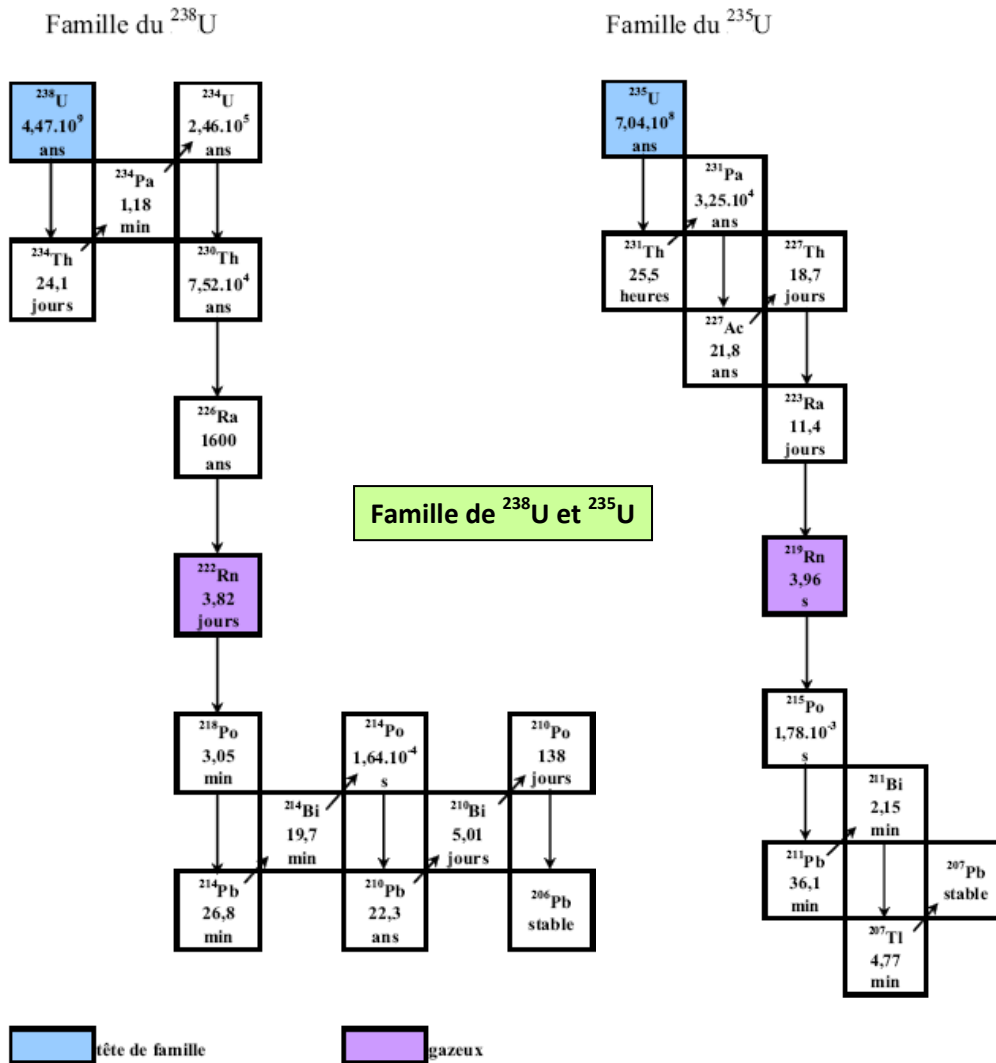 Famille du ²³⁸U
Famille du ²³⁵U
²³⁸U
4,47.10⁹
ans
²³⁴U
2,46.10⁵
ans
²³⁴Pa
1,18
min
²³⁴Th
24,1
jours
²³⁰Th
7,52.10⁴
ans
²²⁶Ra
1600
ans
²²²Rn
3,82
jours
²¹⁸Po
3,05
min
²¹⁴Po
1,64.10⁻⁴
s
²¹⁰Po
138
jours
²¹⁴Bi
19,7
min
²¹⁰Bi
5,01
jours
²¹⁴Pb
26,8
min
²¹⁰Pb
22,3
ans
²⁰⁶Pb
stable
Famille de ²³⁸U et ²³⁵U
²³⁵U
7,04,10⁸
ans
²³¹Pa
3,25.10⁴
ans
²³¹Th
25,5
heures
²²⁷Th
18,7
jours
²²⁷Ac
21,8
ans
²²³Ra
11,4
jours
²¹⁹Rn
3,96
s
²¹⁵Po
1,78.10⁻³
s
²¹¹Bi
2,15
min
²¹¹Pb
36,1
min
²⁰⁷Pb
stable
²⁰⁷Tl
4,77
min
tête de famille
gazeux